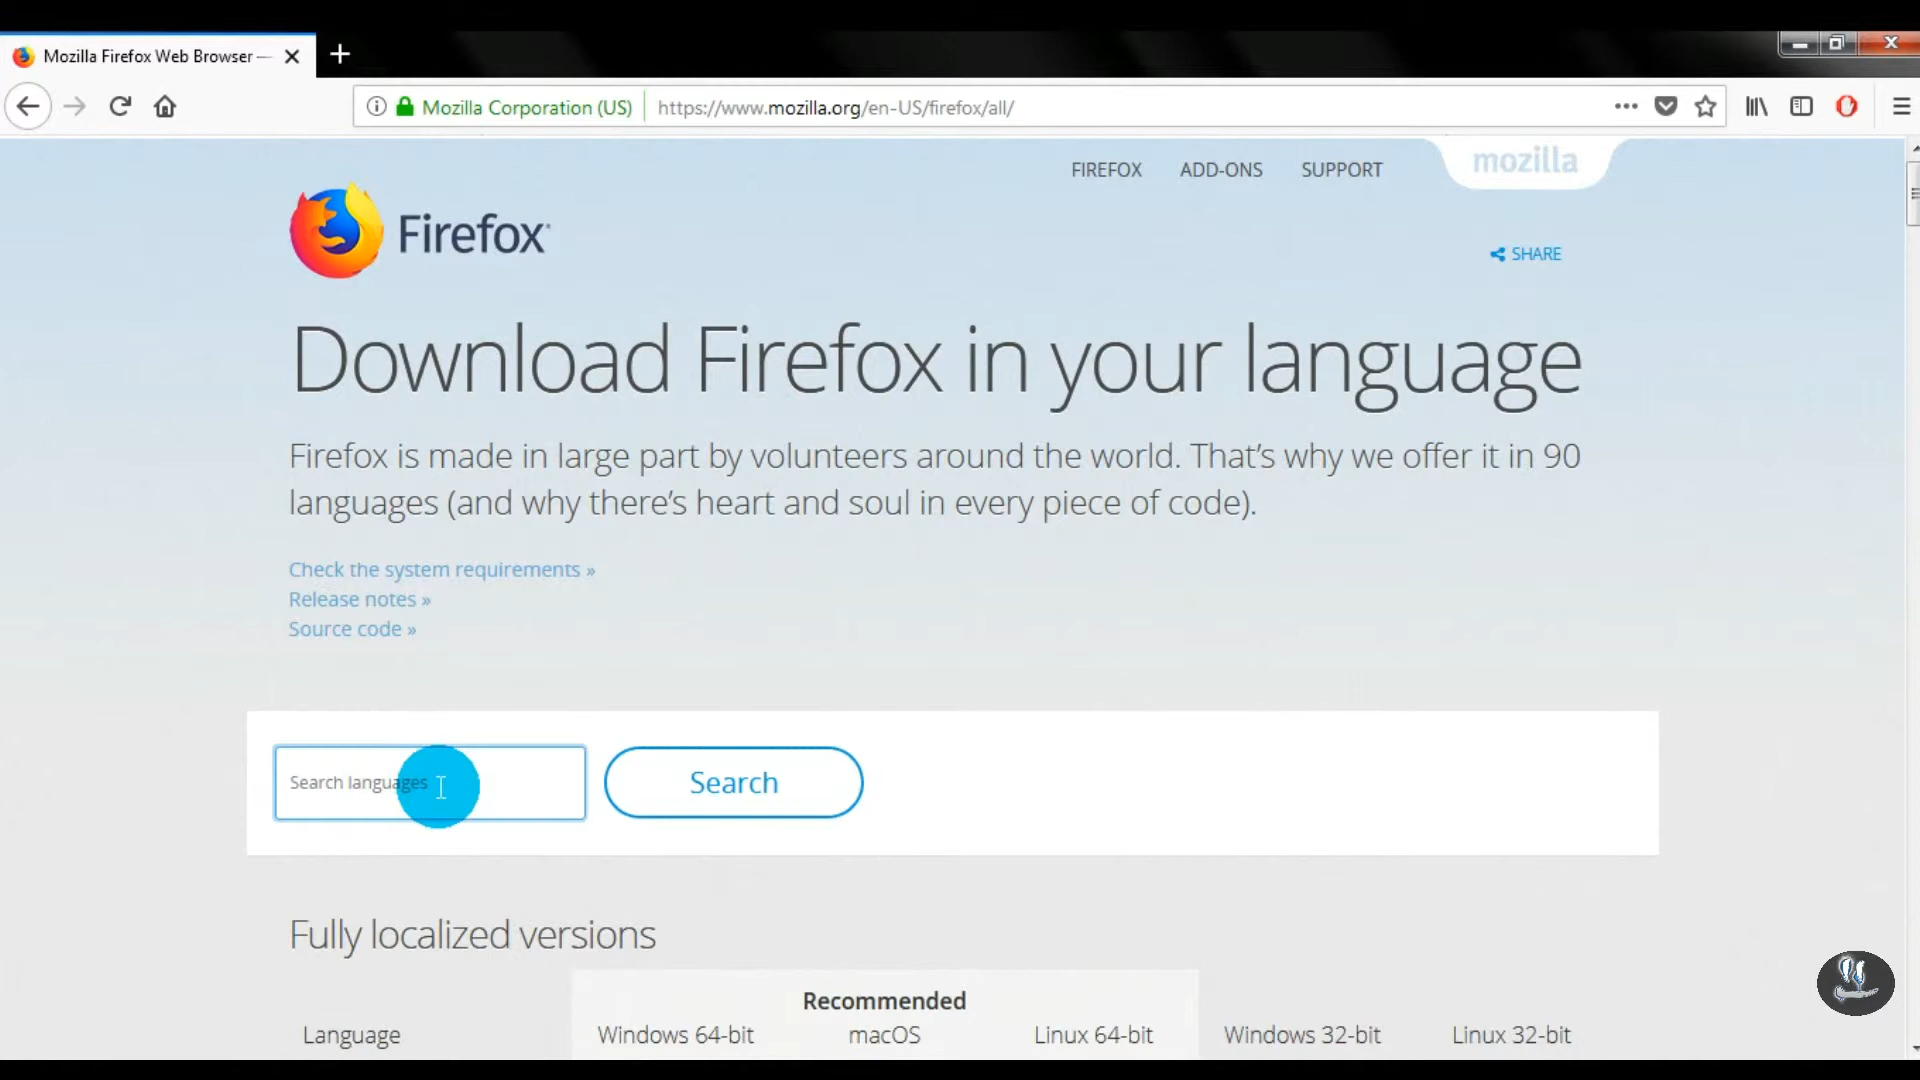 Mozilla Firefox Web Browser —
Mozilla Corporation (US)
https://www.mozilla.org/en-US/firefox/all/
FIREFOX ADD-ONS SUPPORT
mozilla
Firefox
SHARE
Download Firefox in your language
Firefox is made in large part by volunteers around the world. That’s why we offer it in 90
languages (and why there’s heart and soul in every piece of code).
Check the system requirements »
Release notes »
Source code »
Search languages
Search
Fully localized versions
Recommended
Language Windows 64-bit macOS Linux 64-bit Windows 32-bit Linux 32-bit